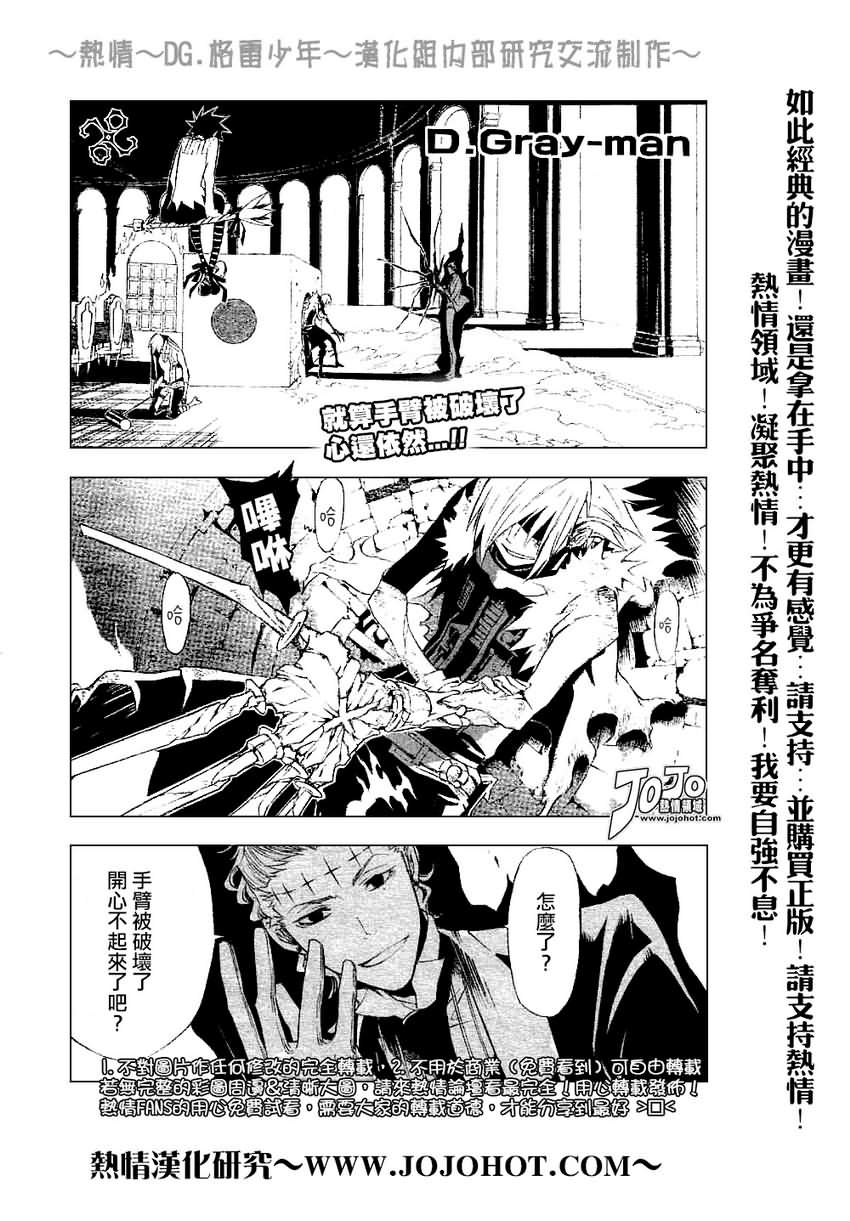 ～熱情～DG.格雷少年～漢化組內部研究交流制作～
D.Gray-man
就算手臂被破壞了
心還依然...!!
嗶
咻
哈
哈
哈
JOJO
熱情領域
www.jojohot.com
怎麼了？
手臂被破壞了
開心不起來了吧？
1.不對圖片作任何修改的完全轉載，2.不用於商業（免費看到）可自由轉載
若無完整的彩圖周邊&清晰大圖，請來熱情論壇看最完全！用心轉載發佈！
熱情FANS的用心免費試看，需要大家的轉載道德，才能分享到最好 >口<
熱情漢化研究～WWW.JOJOHOT.COM～
如此經典的漫畫！還是拿在手中…才更有感覺…請支持…並購買正版！請支持熱情！
熱情領域！凝聚熱情！不為爭名奪利！我要自強不息！